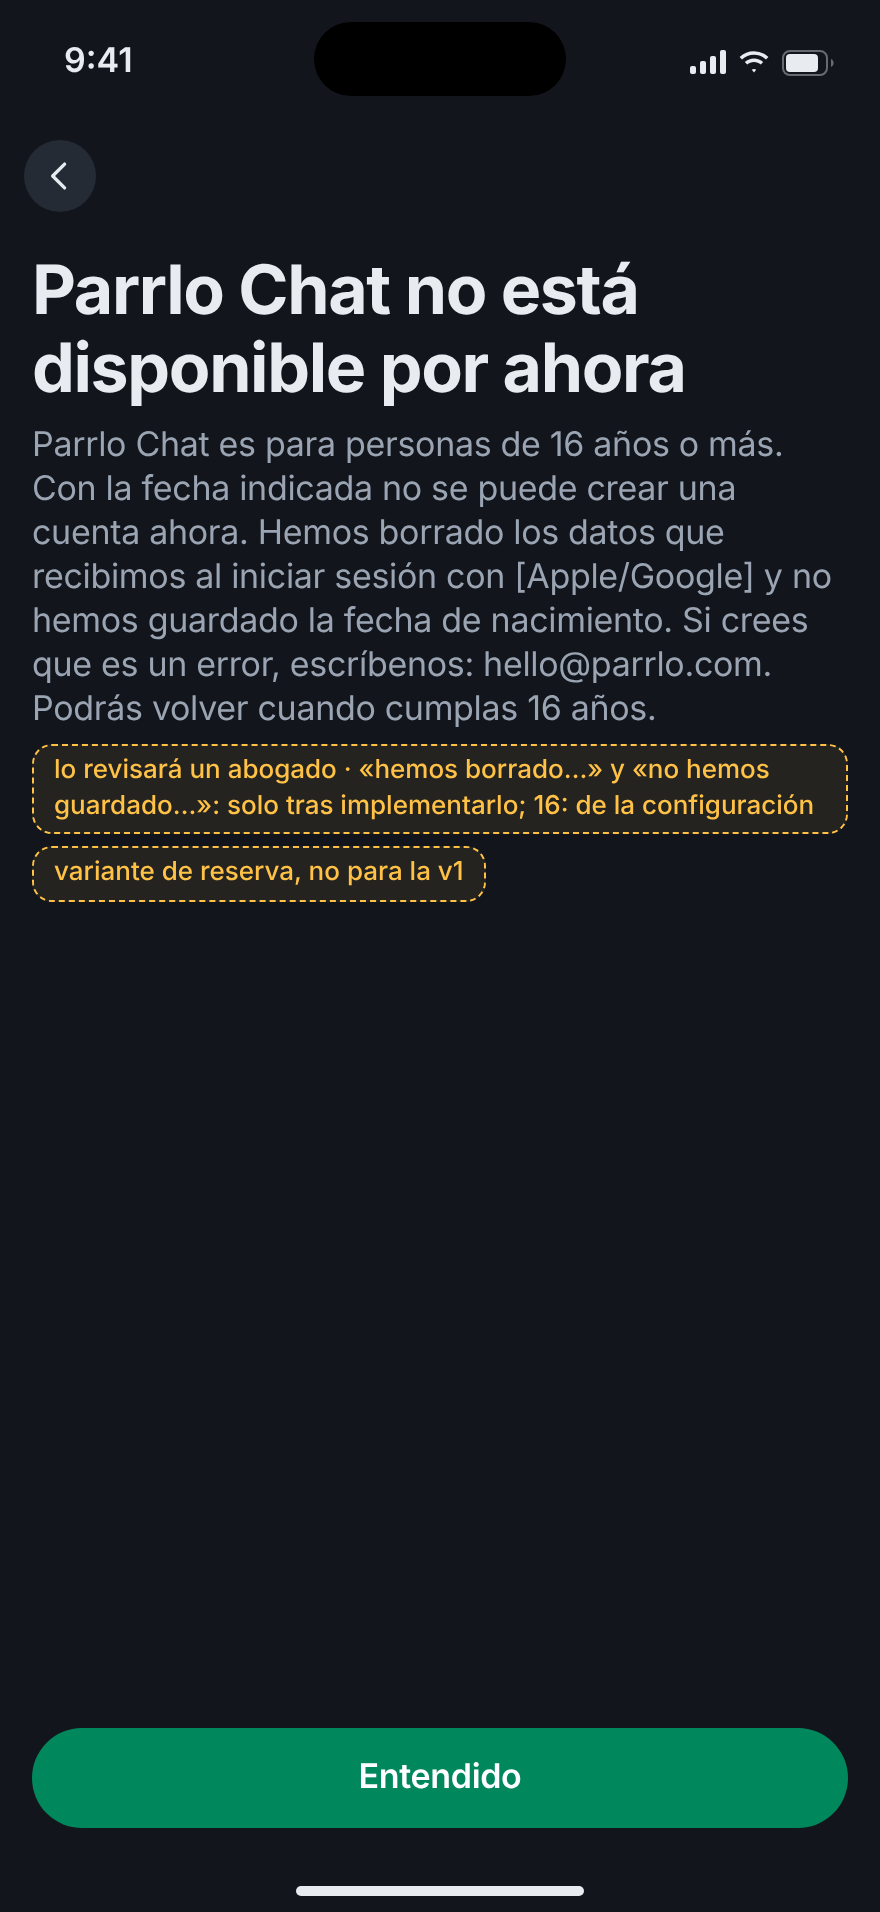 9:41
Parrlo Chat no está
disponible por ahora
Parrlo Chat es para personas de 16 años o más.
Con la fecha indicada no se puede crear una
cuenta ahora. Hemos borrado los datos que
recibimos al iniciar sesión con [Apple/Google] y no
hemos guardado la fecha de nacimiento. Si crees
que es un error, escríbenos: hello@parrlo.com.
Podrás volver cuando cumplas 16 años.
lo revisará un abogado · «hemos borrado…» y «no hemos
guardado…»: solo tras implementarlo; 16: de la configuración
variante de reserva, no para la v1
Entendido